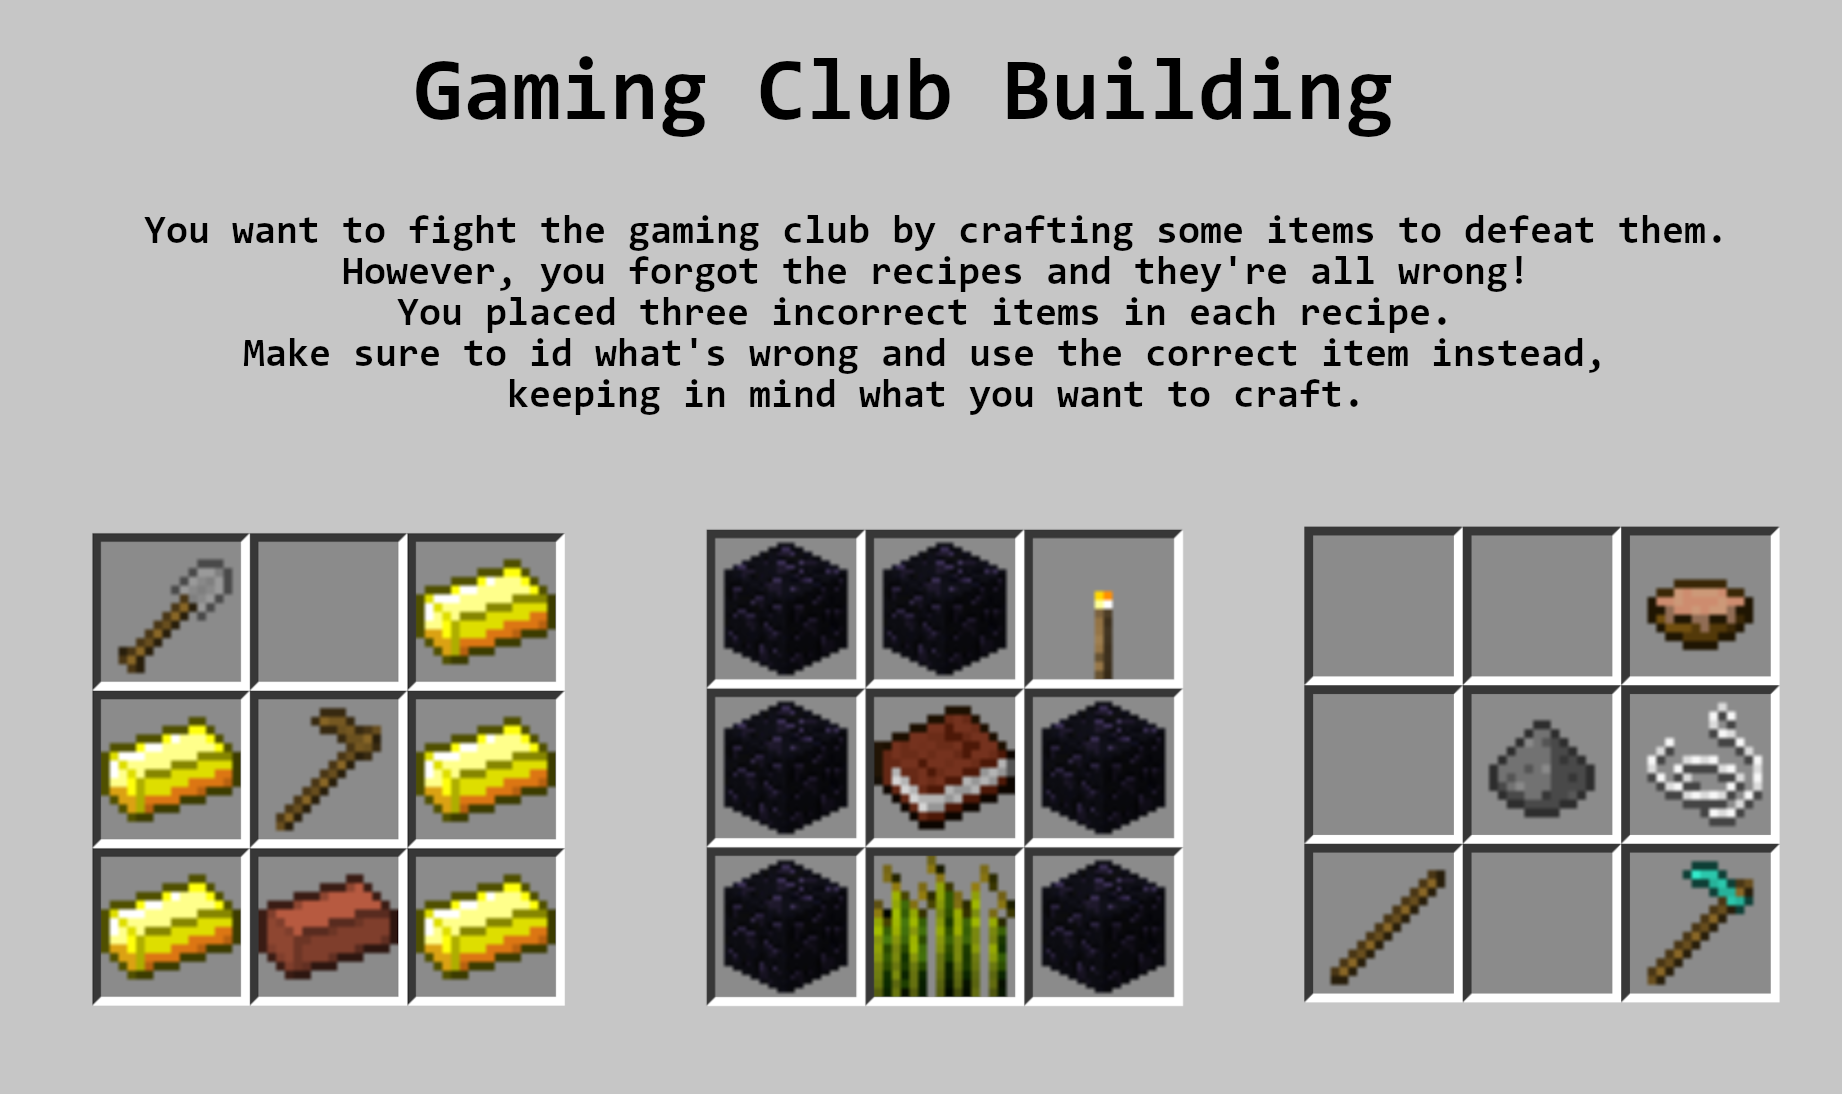 Gaming Club Building
You want to fight the gaming club by crafting some items to defeat them.
However, you forgot the recipes and they're all wrong!
You placed three incorrect items in each recipe.
Make sure to id what's wrong and use the correct item instead,
keeping in mind what you want to craft.